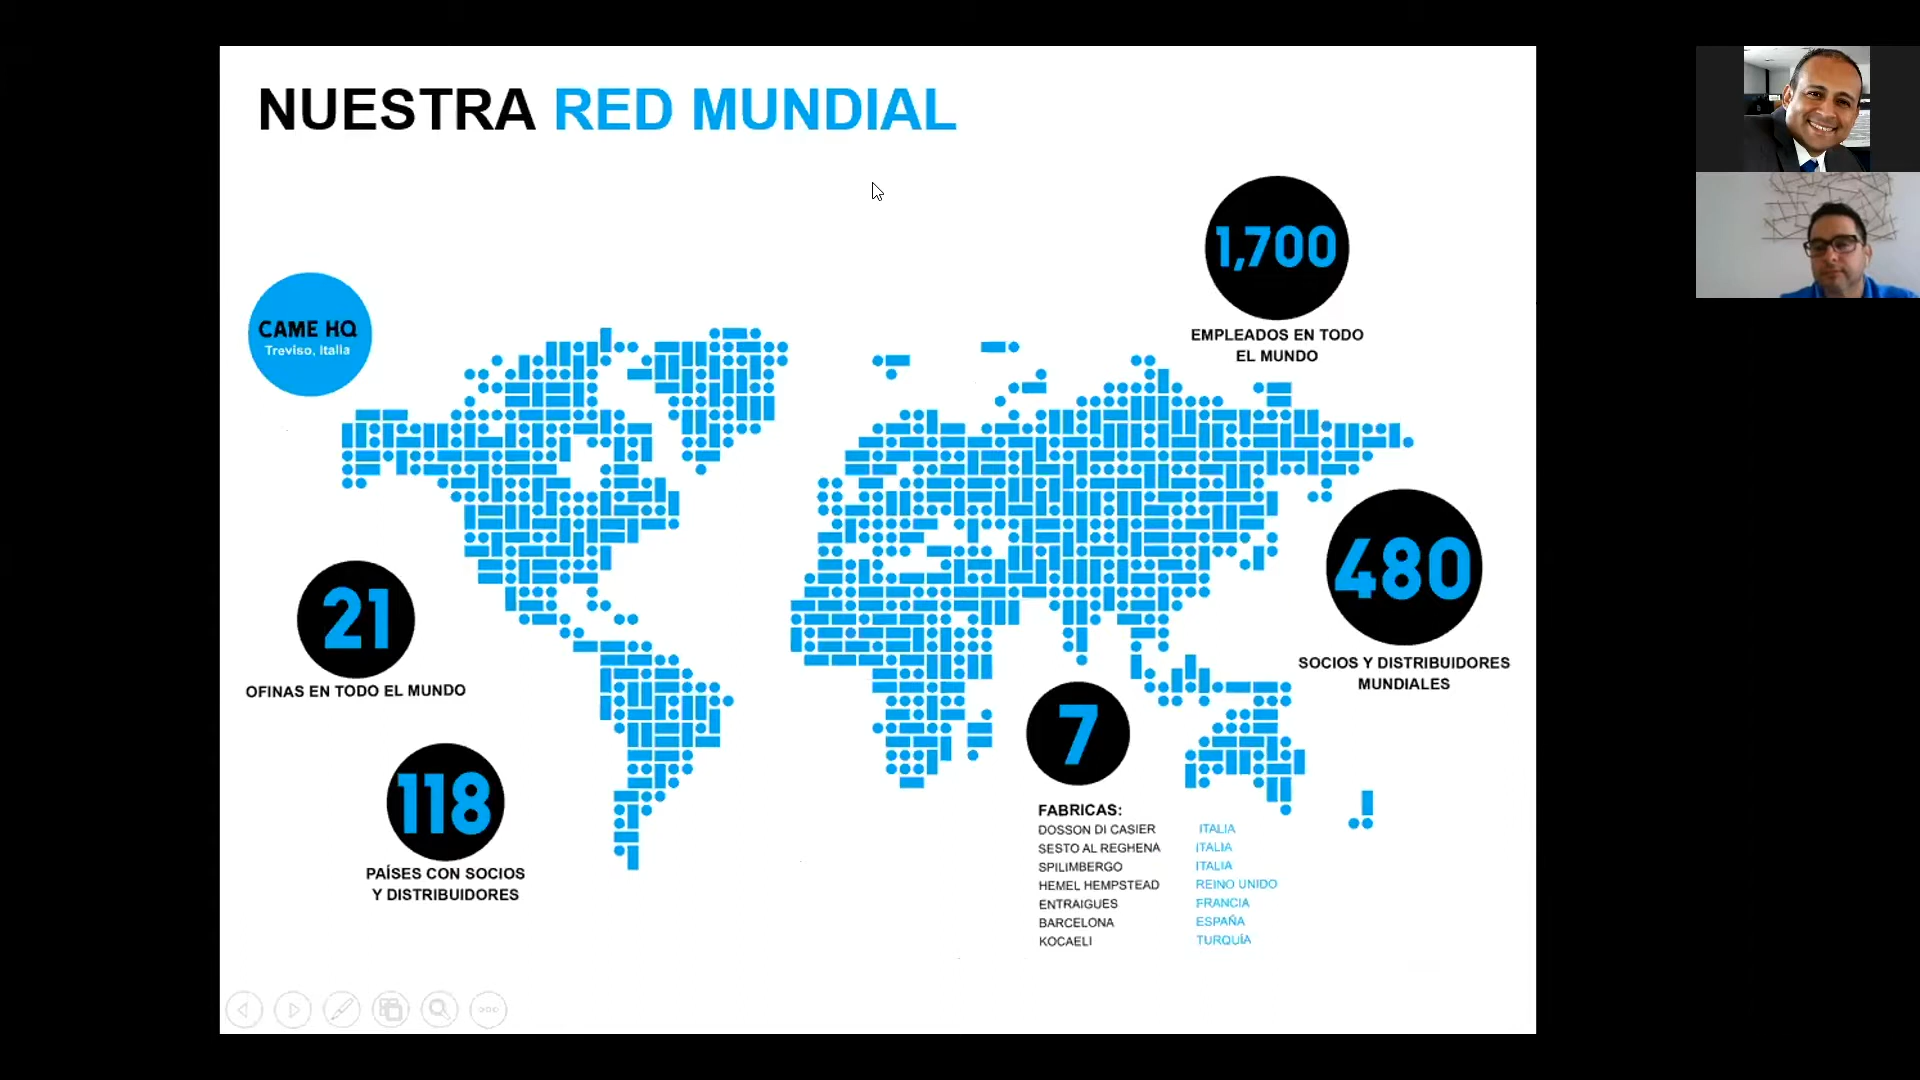 NUESTRA RED MUNDIAL
CAME HQ
Treviso, Italia
1,700
EMPLEADOS EN TODO
EL MUNDO
21
OFINAS EN TODO EL MUNDO
480
SOCIOS Y DISTRIBUIDORES
MUNDIALES
118
PAÍSES CON SOCIOS
Y DISTRIBUIDORES
7
FABRICAS:
DOSSON DI CASIER ITALIA
SESTO AL REGHENA ITALIA
SPILIMBERGO ITALIA
HEMEL HEMPSTEAD REINO UNIDO
ENTRAIGUES FRANCIA
BARCELONA ESPAÑA
KOCAELI TURQUÍA